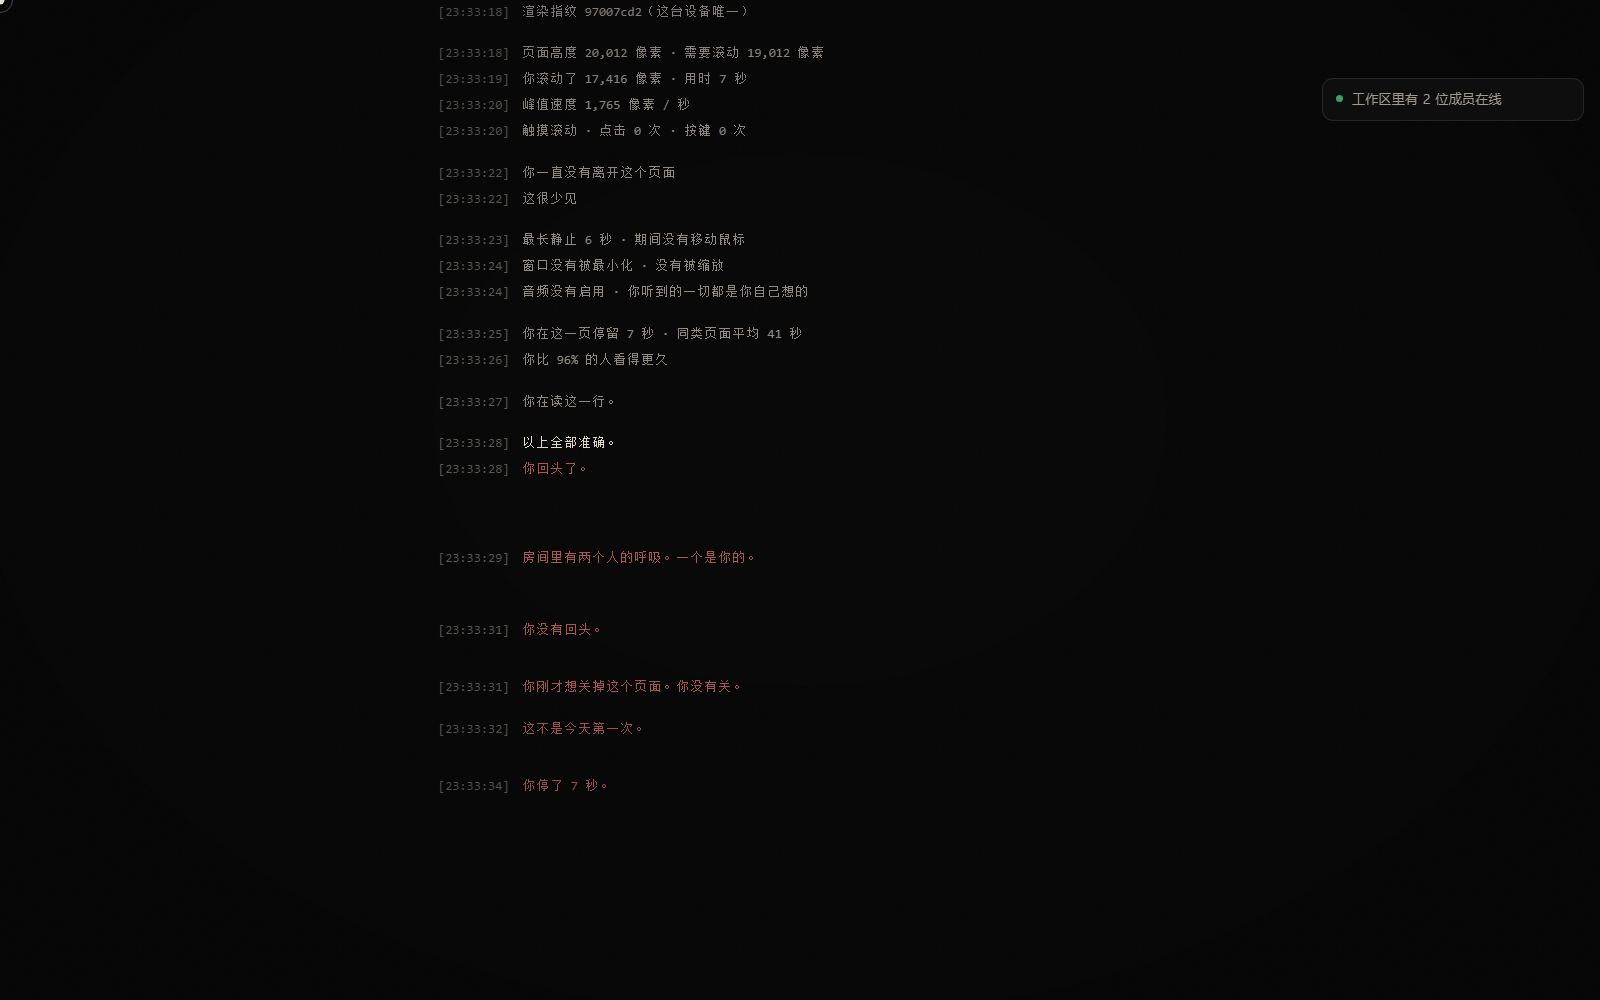 [23:33:18] 渲染指纹 97007cd2（这台设备唯一）
[23:33:18] 页面高度 20,012 像素 · 需要滚动 19,012 像素
[23:33:19] 你滚动了 17,416 像素 · 用时 7 秒
工作区里有 2 位成员在线
[23:33:20] 峰值速度 1,765 像素 / 秒
[23:33:20] 触摸滚动 · 点击 0 次 · 按键 0 次
[23:33:22] 你一直没有离开这个页面
[23:33:22] 这很少见
[23:33:23] 最长静止 6 秒 · 期间没有移动鼠标
[23:33:24] 窗口没有被最小化 · 没有被缩放
[23:33:24] 音频没有启用 · 你听到的一切都是你自己想的
[23:33:25] 你在这一页停留 7 秒 · 同类页面平均 41 秒
[23:33:26] 你比 96% 的人看得更久
[23:33:27] 你在读这一行。
[23:33:28] 以上全部准确。
[23:33:28] 你回头了。
[23:33:29] 房间里有两个人的呼吸。一个是你的。
[23:33:31] 你没有回头。
[23:33:31] 你刚才想关掉这个页面。你没有关。
[23:33:32] 这不是今天第一次。
[23:33:34] 你停了 7 秒。